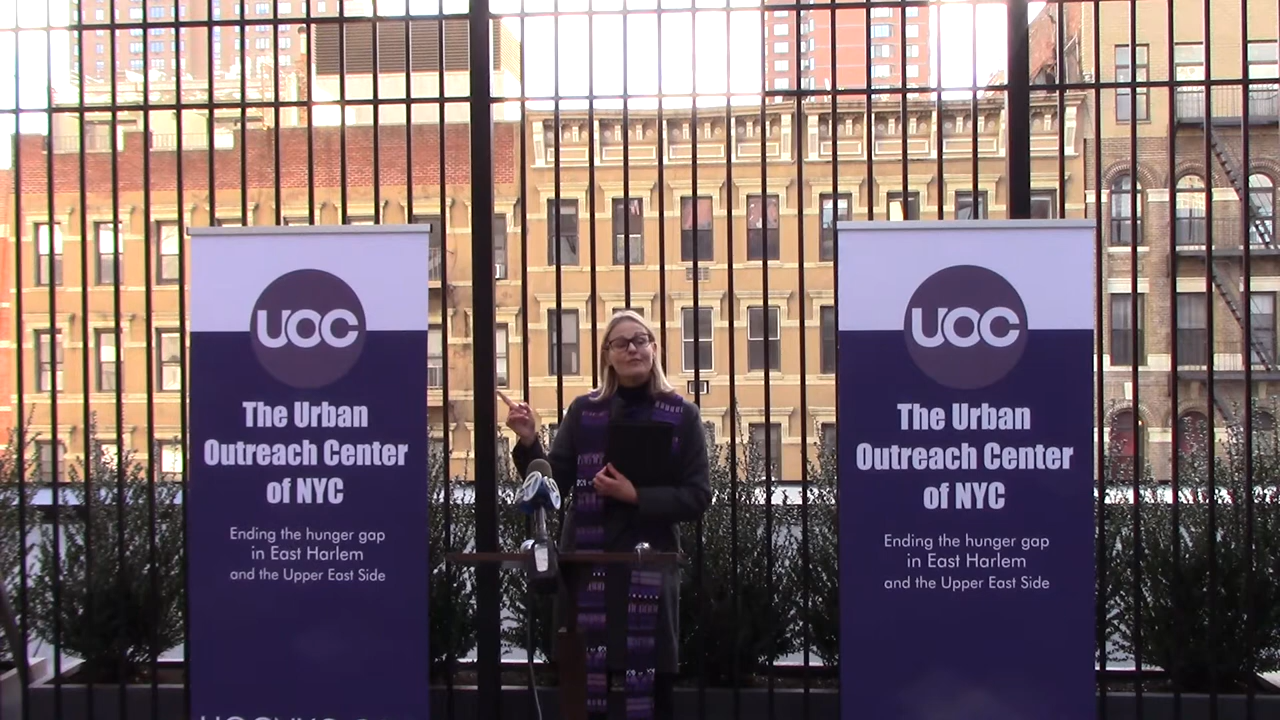 UOC
The Urban
Outreach Center
of NYC
Ending the hunger gap
in East Harlem
and the Upper East Side
UOC
The Urban
Outreach Center
of NYC
Ending the hunger gap
in East Harlem
and the Upper East Side